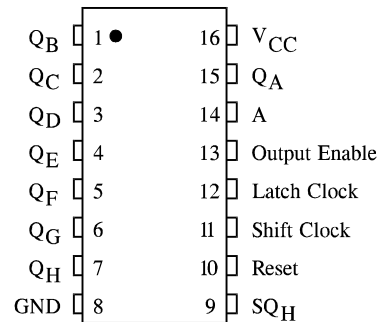 QB 1 16 VCC
QC 2 15 QA
QD 3 14 A
QE 4 13 Output Enable
QF 5 12 Latch Clock
QG 6 11 Shift Clock
QH 7 10 Reset
GND 8 9 SQH